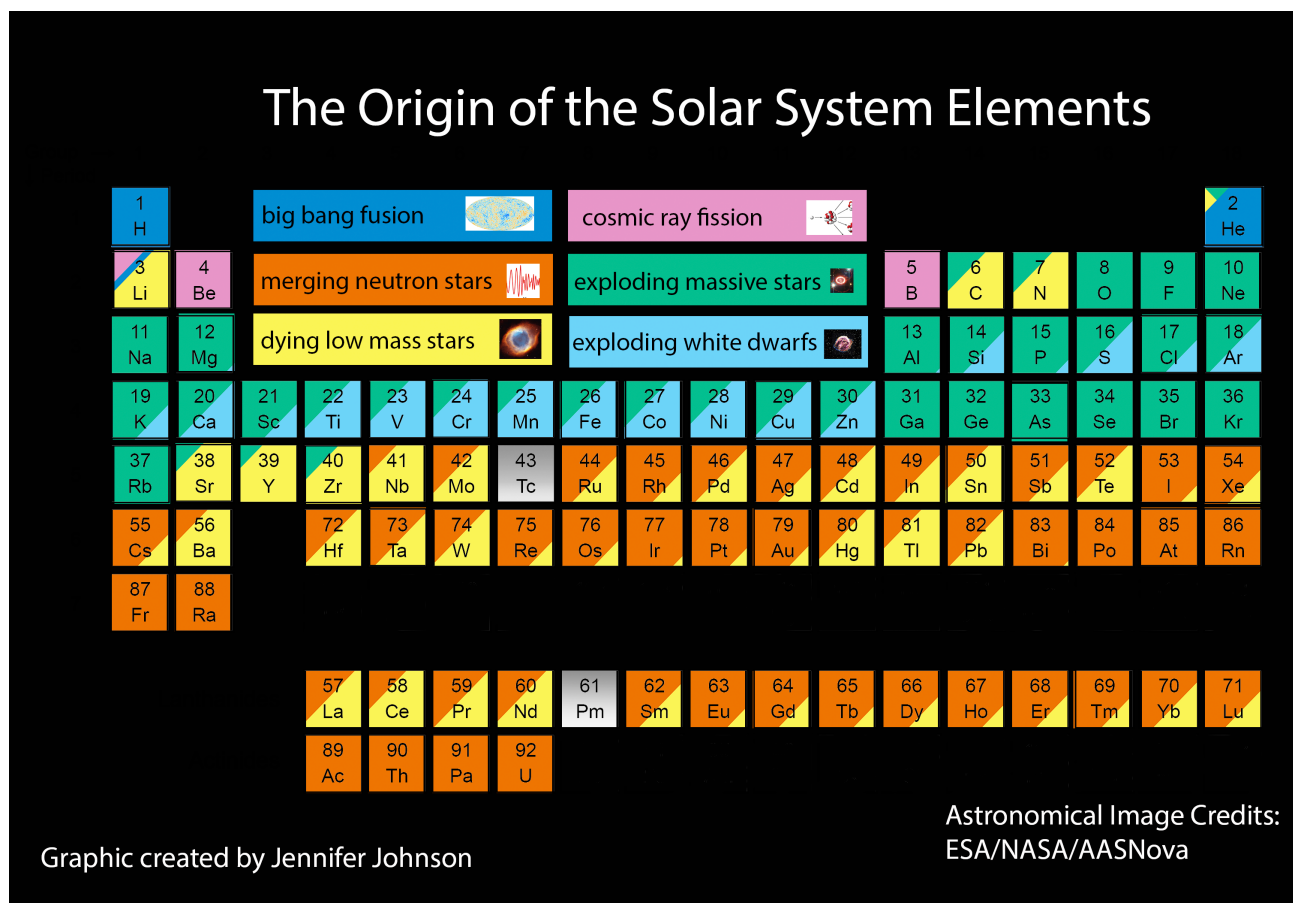 The Origin of the Solar System Elements
1
H
big bang fusion
cosmic ray fission
2
He
3
Li
4
Be
merging neutron stars
exploding massive stars
5
B
6
C
7
N
8
O
9
F
10
Ne
11
Na
12
Mg
dying low mass stars
exploding white dwarfs
13
Al
14
Si
15
P
16
S
17
Cl
18
Ar
19
K
20
Ca
21
Sc
22
Ti
23
V
24
Cr
25
Mn
26
Fe
27
Co
28
Ni
29
Cu
30
Zn
31
Ga
32
Ge
33
As
34
Se
35
Br
36
Kr
37
Rb
38
Sr
39
Y
40
Zr
41
Nb
42
Mo
43
Tc
44
Ru
45
Rh
46
Pd
47
Ag
48
Cd
49
In
50
Sn
51
Sb
52
Te
53
I
54
Xe
55
Cs
56
Ba
72
Hf
73
Ta
74
W
75
Re
76
Os
77
Ir
78
Pt
79
Au
80
Hg
81
Tl
82
Pb
83
Bi
84
Po
85
At
86
Rn
87
Fr
88
Ra
57
La
58
Ce
59
Pr
60
Nd
61
Pm
62
Sm
63
Eu
64
Gd
65
Tb
66
Dy
67
Ho
68
Er
69
Tm
70
Yb
71
Lu
89
Ac
90
Th
91
Pa
92
U
Graphic created by Jennifer Johnson
Astronomical Image Credits:
ESA/NASA/AASNova